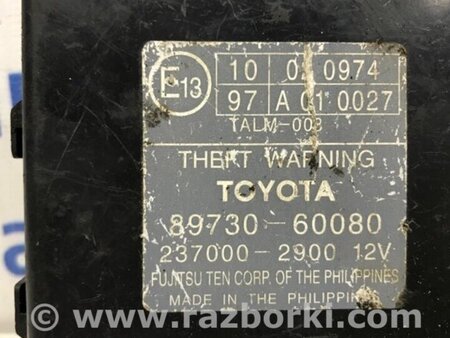 E13
10 0 0974
97 A 01 0027
TALM-003
THEFT WARNING
TOYOTA
89730-60080
237000-2900 12V
FUJITSU TEN CORP. OF THE PHILIPPINES
MADE IN THE PHILIPPINES
© www.razborki.com